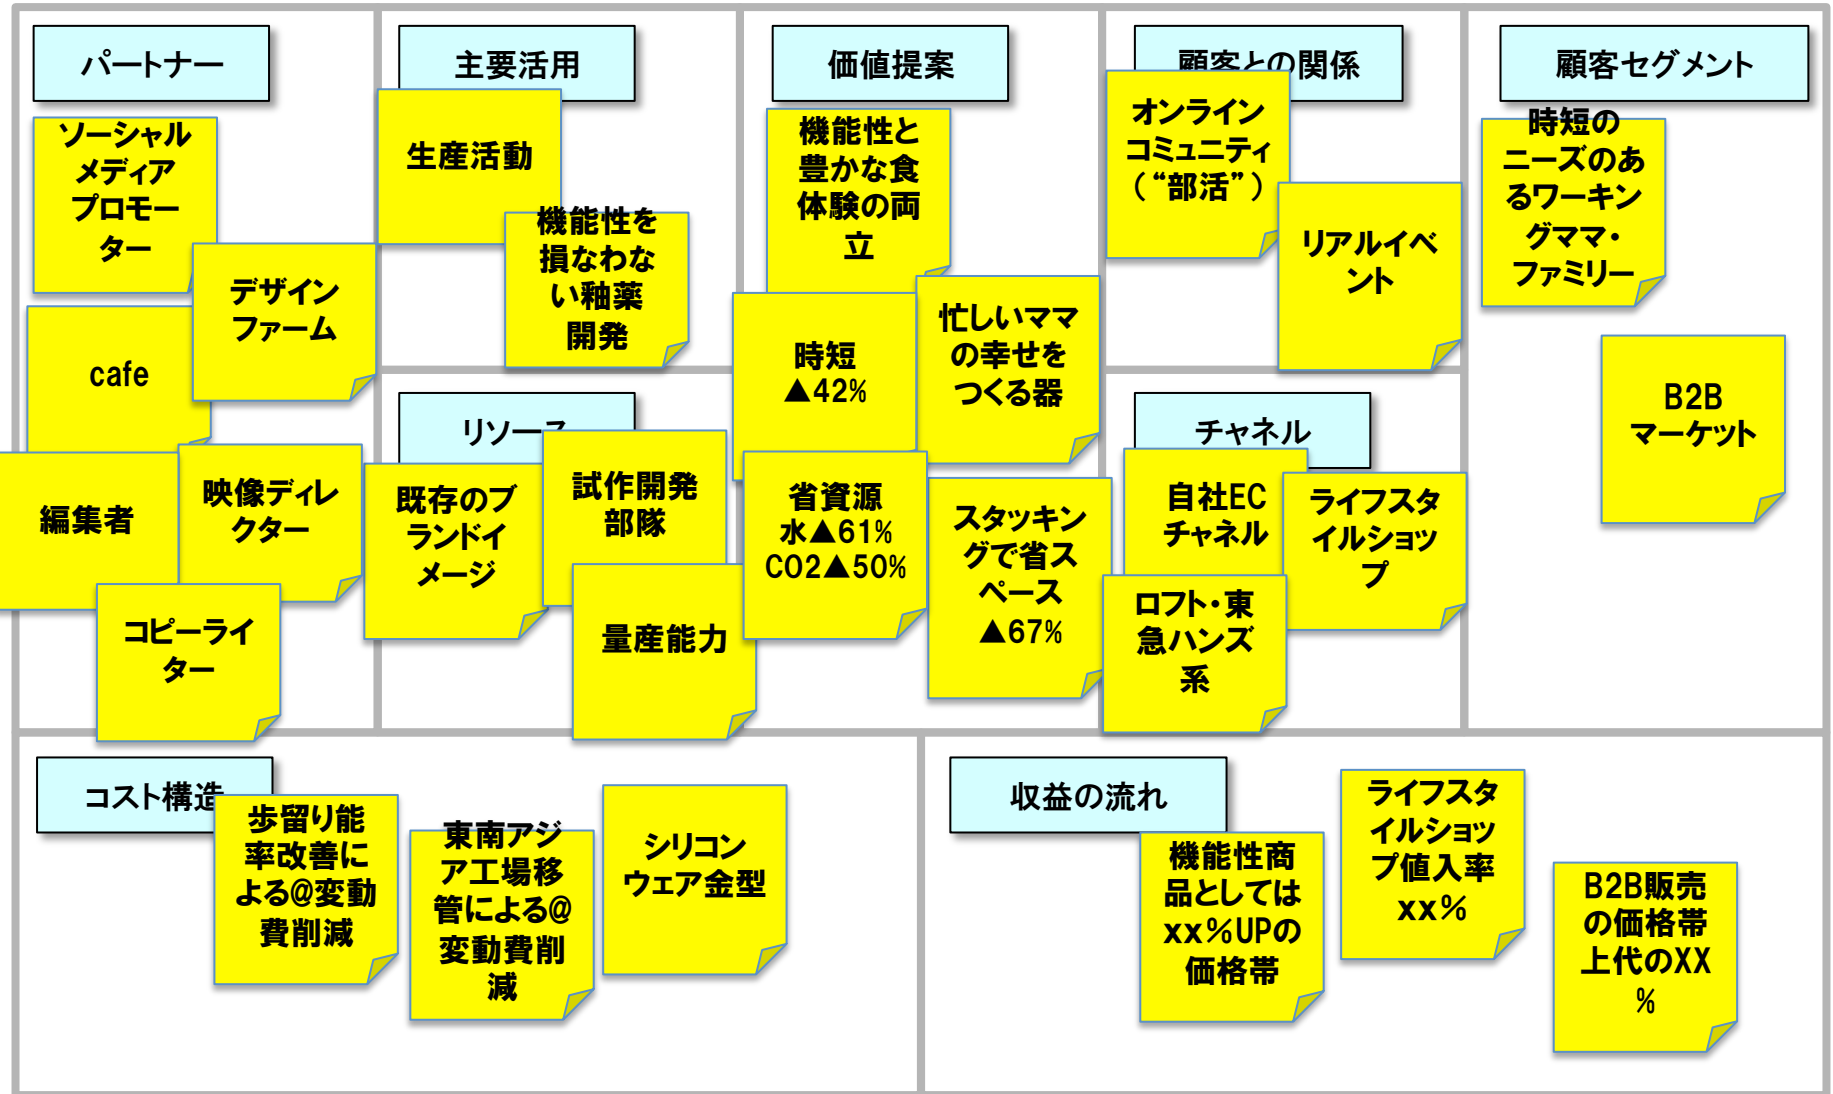 パートナー
ソーシャル
メディア
プロモー
ター
デザイン
ファーム
cafe
編集者
映像ディレ
クター
コピーライ
ター
主要活用
生産活動
機能性を
損なわな
い釉薬
開発
リソース
既存のブ
ランドイ
メージ
試作開発
部隊
量産能力
価値提案
機能性と
豊かな食
体験の両
立
時短
▲42%
忙しいママ
の幸せを
つくる器
省資源
水▲61%
CO2▲50%
スタッキン
グで省ス
ペース
▲67%
顧客との関係
オンライン
コミュニティ
（“部活”）
リアルイベ
ント
チャネル
自社EC
チャネル
ライフスタ
イルショッ
プ
ロフト・東
急ハンズ
系
顧客セグメント
時短の
ニーズのあ
るワーキン
グママ・
ファミリー
B2B
マーケット
コスト構造
歩留り能
率改善に
よる@変動
費削減
東南アジ
ア工場移
管による@
変動費削
減
シリコン
ウェア金型
収益の流れ
機能性商
品としては
xx％UPの
価格帯
ライフスタ
イルショッ
プ値入率
xx％
B2B販売
の価格帯
上代のXX
%